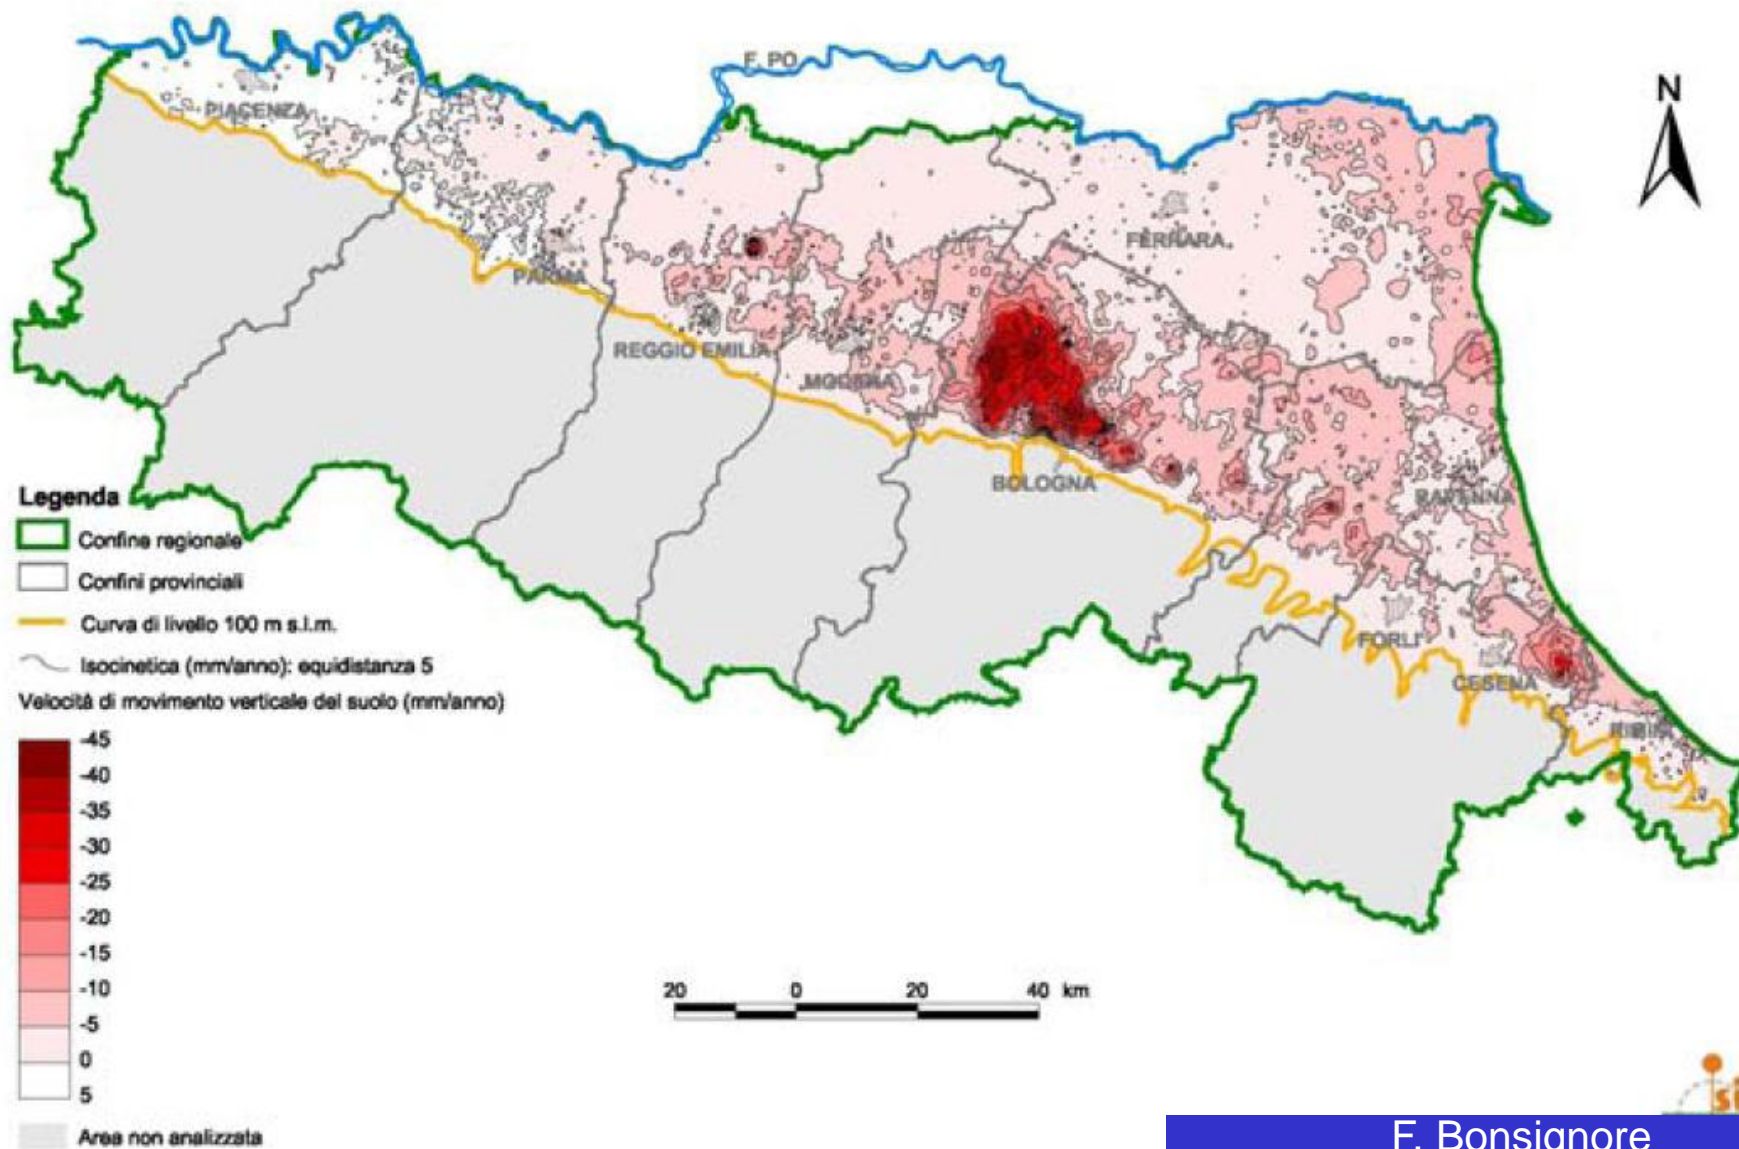 F. PO
N
PIACENZA
FERRARA
PARMA
REGGIO EMILIA
MODENA
BOLOGNA
RAVENNA
FORLI'
CESENA
RIMINI
Legenda
Confine regionale
Confini provinciali
Curva di livello 100 m s.l.m.
Isocinetica (mm/anno): equidistanza 5
Velocità di movimento verticale del suolo (mm/anno)
-45
-40
-35
-30
-25
-20
-15
-10
-5
0
5
Area non analizzata
20 0 20 40 km
si
F. Bonsignore